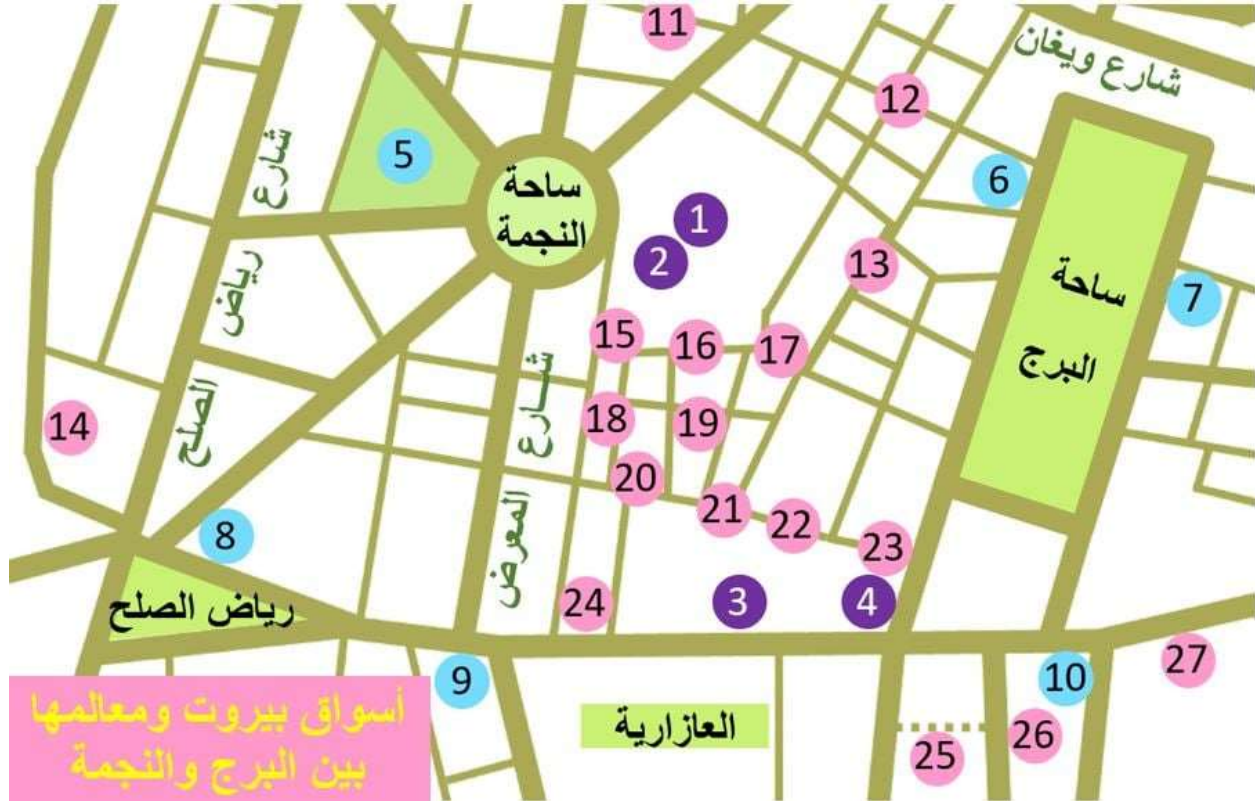 11
شارع ويغان
12
شارع
5
6
ساحة
النجمة
1
2
رياض
13
ساحة
البرج
7
15
16
17
شارع
الصلح
14
18
19
20
21
22
23
المعرض
8
24
3
4
رياض الصلح
9
10
27
أسواق بيروت ومعالمها
بين البرج والنجمة
العازارية
25
26